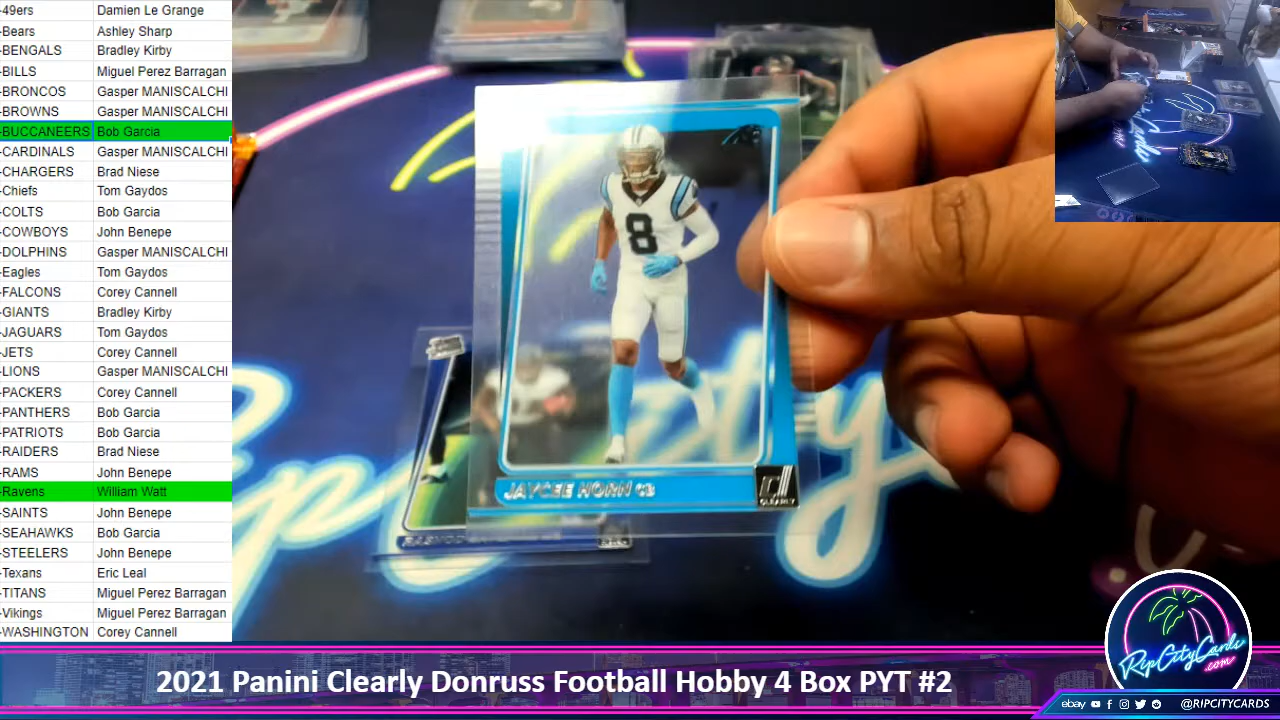 -49ers Damien Le Grange
-Bears Ashley Sharp
-BENGALS Bradley Kirby
-BILLS Miguel Perez Barragan
-BRONCOS Gasper MANISCALCHI
-BROWNS Gasper MANISCALCHI
-BUCCANEERS Bob Garcia
-CARDINALS Gasper MANISCALCHI
-CHARGERS Brad Niese
-Chiefs Tom Gaydos
-COLTS Bob Garcia
-COWBOYS John Benepe
-DOLPHINS Gasper MANISCALCHI
-Eagles Tom Gaydos
-FALCONS Corey Cannell
-GIANTS Bradley Kirby
-JAGUARS Tom Gaydos
-JETS Corey Cannell
-LIONS Gasper MANISCALCHI
-PACKERS Corey Cannell
-PANTHERS Bob Garcia
-PATRIOTS Bob Garcia
-RAIDERS Brad Niese
-RAMS John Benepe
-Ravens William Watt
-SAINTS John Benepe
-SEAHAWKS Bob Garcia
-STEELERS John Benepe
-Texans Eric Leal
-TITANS Miguel Perez Barragan
-Vikings Miguel Perez Barragan
-WASHINGTON Corey Cannell
8
JAYCEE HORN CB
CLEARLY
RipCityCards
.com
2021 Panini Clearly Donruss Football Hobby 4 Box PYT #2
ebay @RIPCITYCARDS